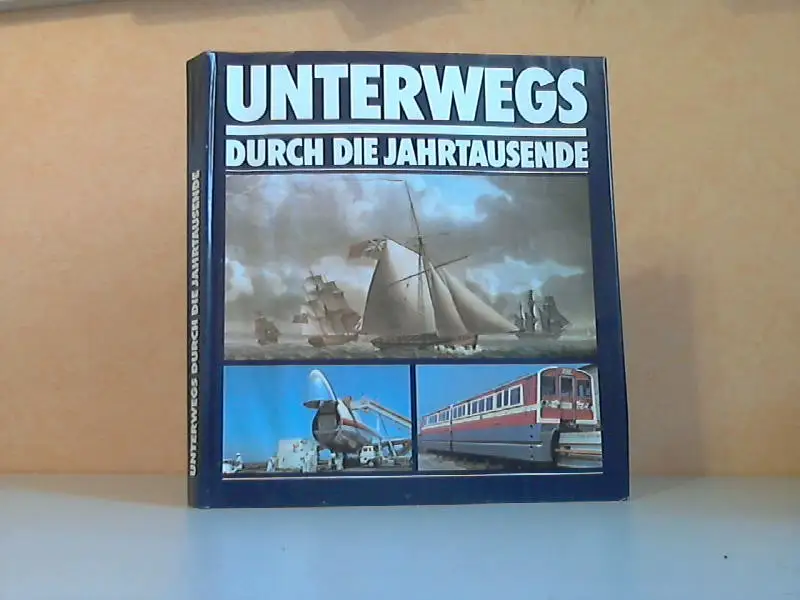 UNTERWEGS
DURCH DIE JAHRTAUSENDE
UNTERWEGS DURCH DIE JAHRTAUSENDE